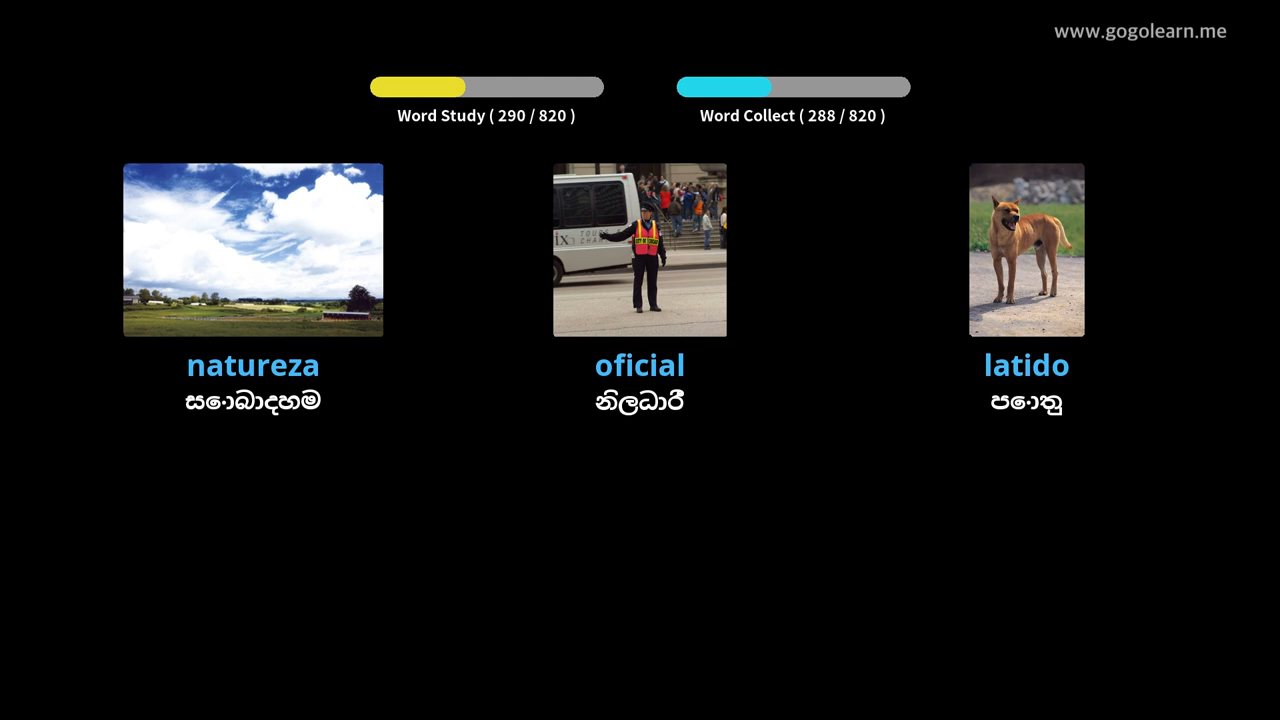 www.gogolearn.me
Word Study ( 290 / 820 )
Word Collect ( 288 / 820 )
natureza
oficial
latido
සොබාදහම
නිලධාරී
පොතු